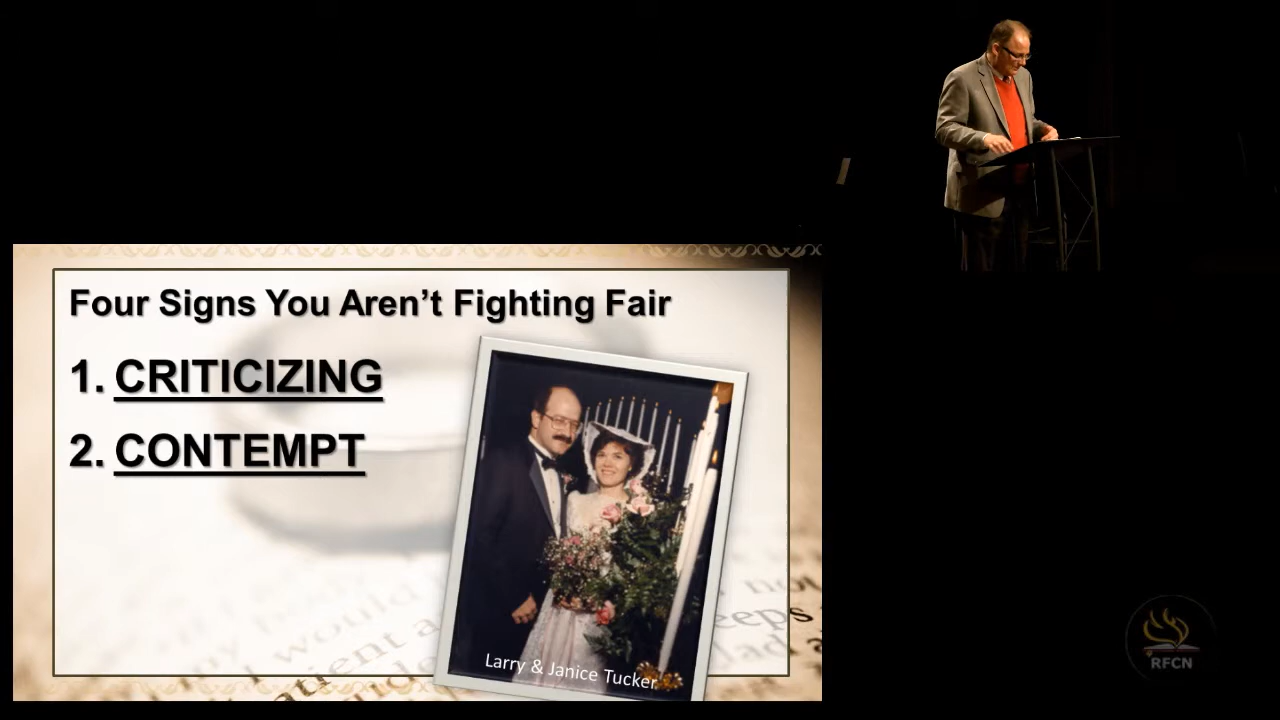 Four Signs You Aren’t Fighting Fair
1. CRITICIZING
2. CONTEMPT
Larry & Janice Tucker
RFCN